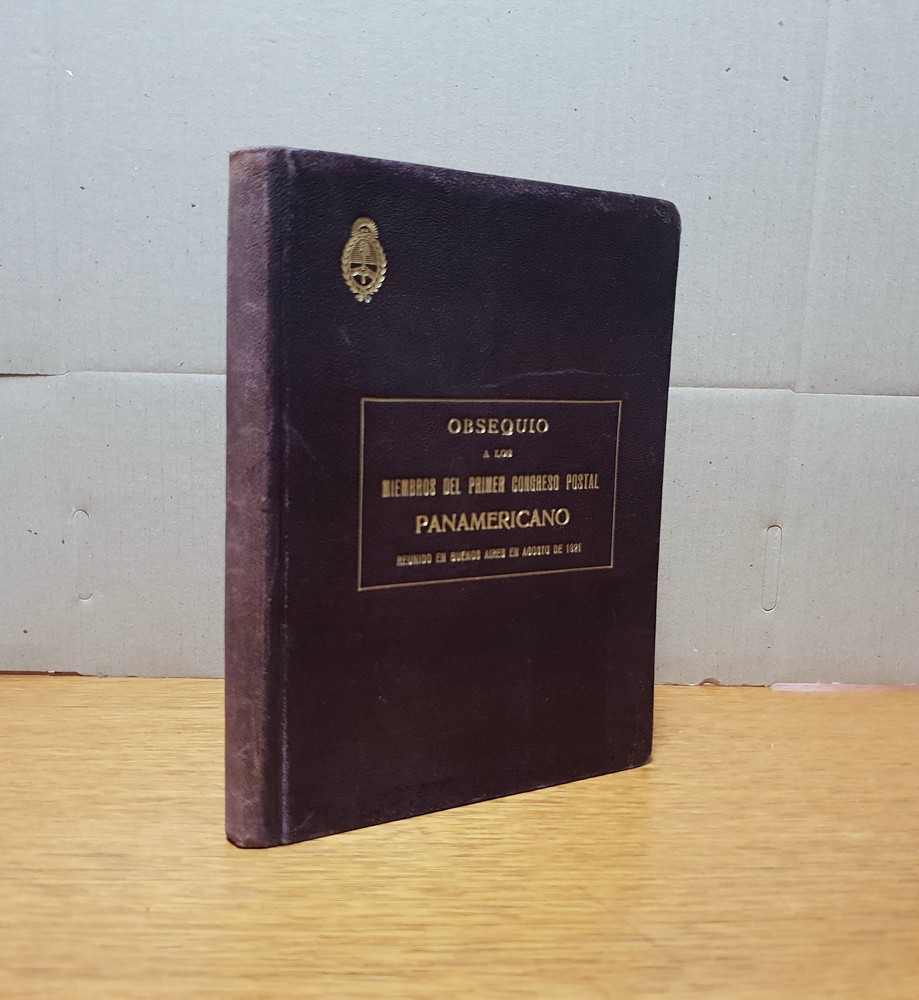 OBSEQUIO
A LOS
MIEMBROS DEL PRIMER CONGRESO POSTAL
PANAMERICANO
REUNIDO EN BUENOS AIRES EN AGOSTO DE 1921